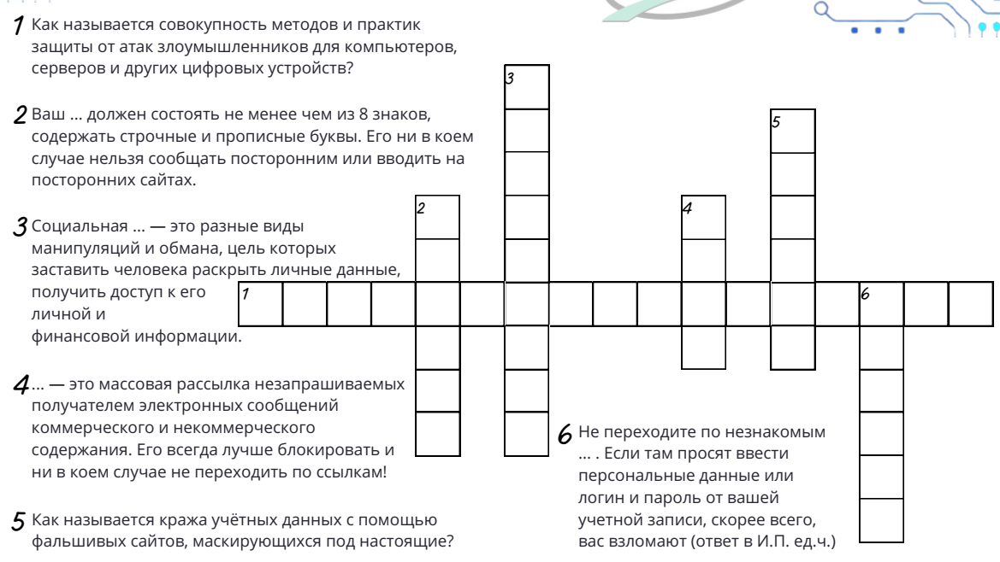 1 Как называется совокупность методов и практик
защиты от атак злоумышленников для компьютеров,
серверов и других цифровых устройств?
2 Ваш ... должен состоять не менее чем из 8 знаков,
содержать строчные и прописные буквы. Его ни в коем
случае нельзя сообщать посторонним или вводить на
посторонних сайтах.
3 Социальная ... — это разные виды
манипуляций и обмана, цель которых
заставить человека раскрыть личные данные,
получить доступ к его
личной и
финансовой информации.
4 ... — это массовая рассылка незапрашиваемых
получателем электронных сообщений
коммерческого и некоммерческого
содержания. Его всегда лучше блокировать и
ни в коем случае не переходить по ссылкам!
5 Как называется кража учётных данных с помощью
фальшивых сайтов, маскирующихся под настоящие?
3
5
2
4
1
6
6 Не переходите по незнакомым
... . Если там просят ввести
персональные данные или
логин и пароль от вашей
учетной записи, скорее всего,
вас взломают (ответ в И.П. ед.ч.)